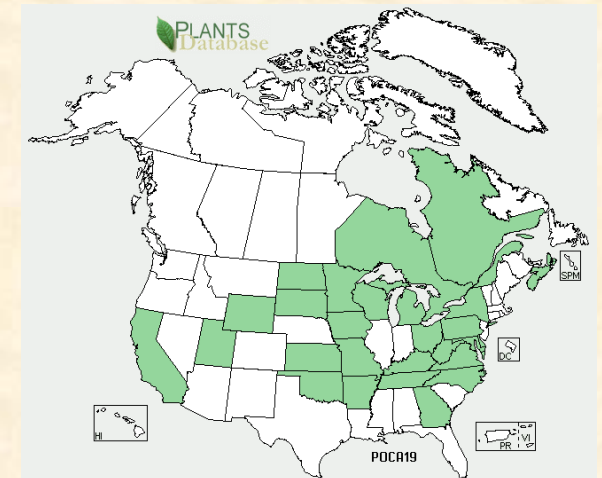 PLANTS
Database
SPM
DC
HI
PR
VI
POCA19